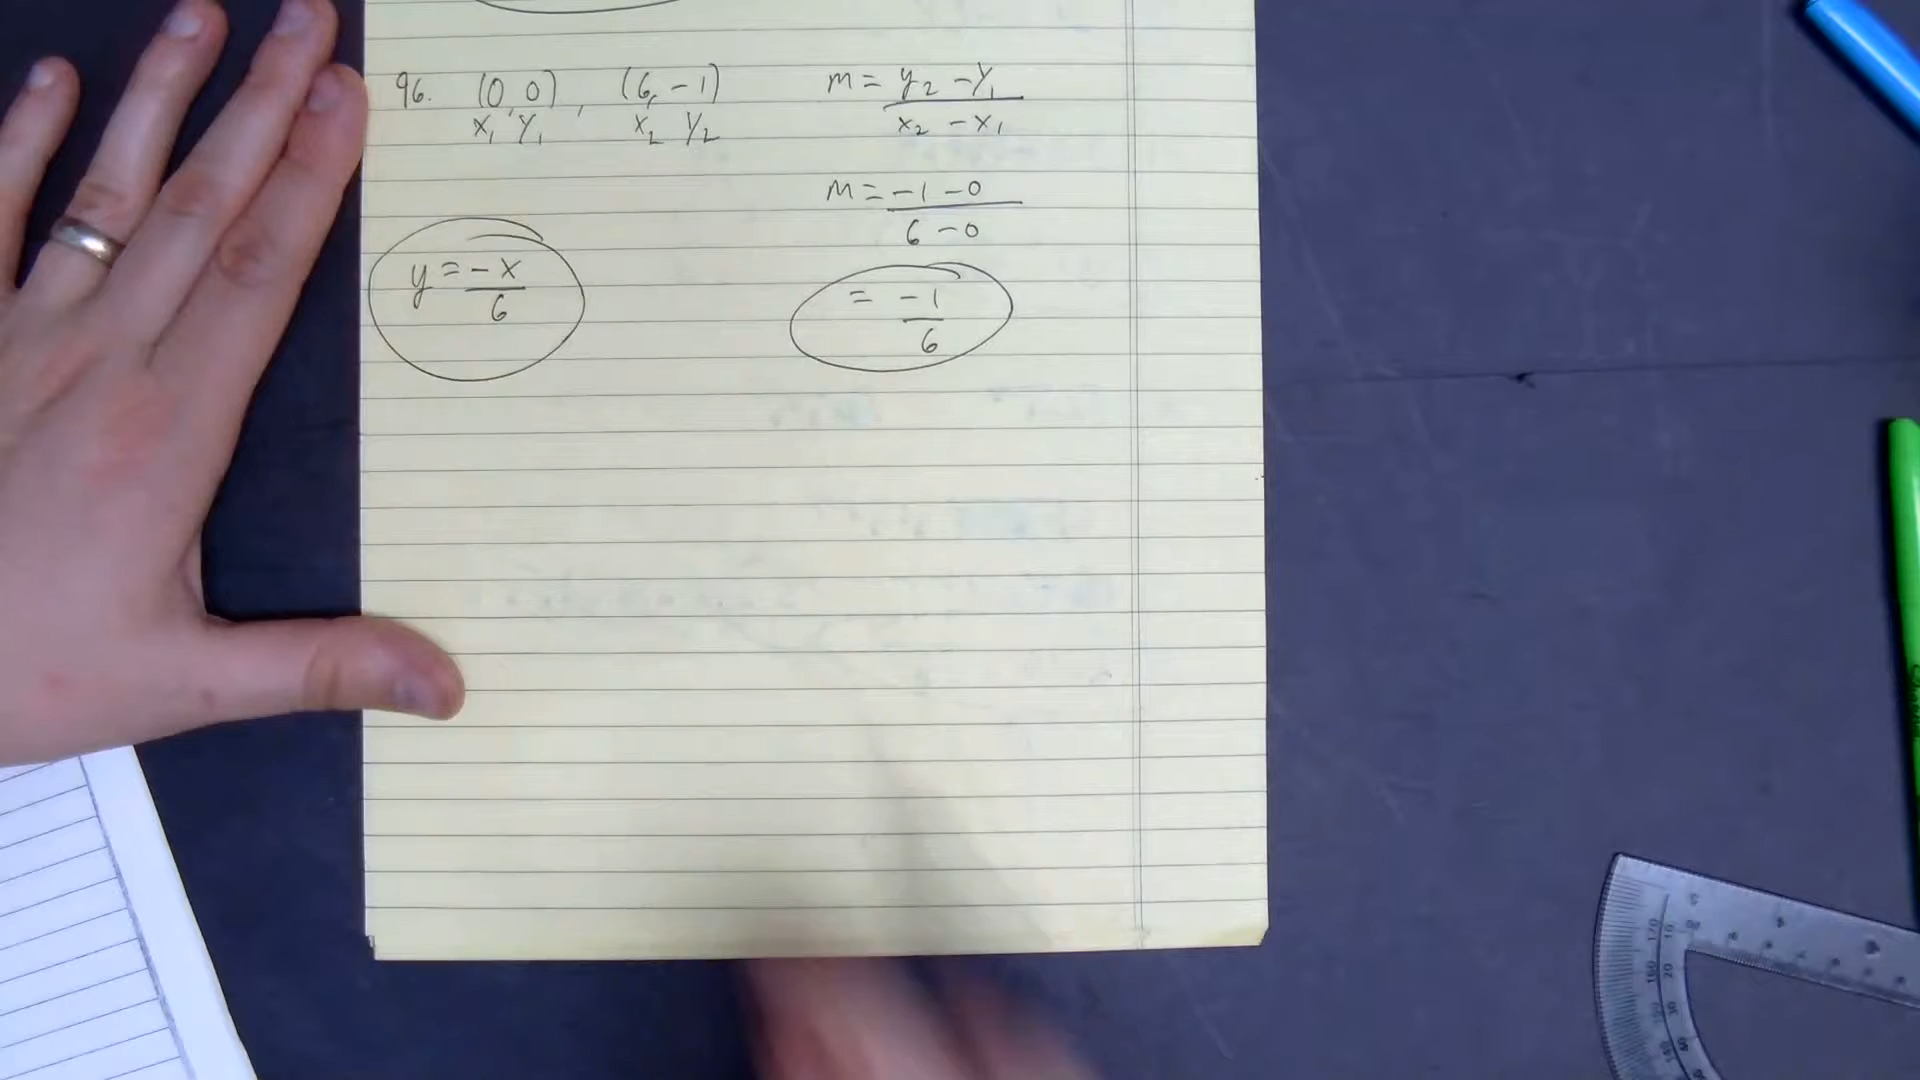 96. (0, 0), (6, -1)
x₁ y₁ x₂ y₂
m = y₂ - y₁
x₂ - x₁
m = -1 - 0
6 - 0
y = -x
6
= -1
6